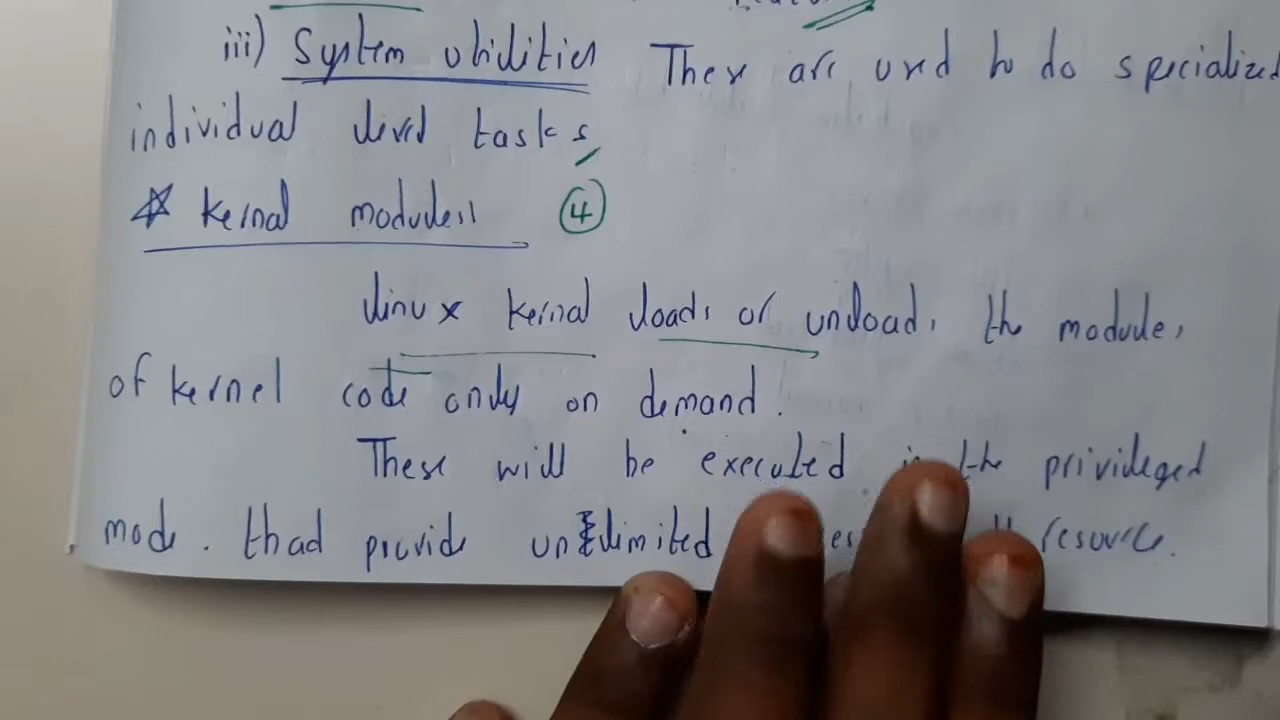 iii) System utilities These are used to do specialized
individual level tasks
* kernal modules
4
linux kernal loads or unloads the modules
of kernel code only on demand.
These will be executed in the privileged
mode. thad provide unlimited resource.